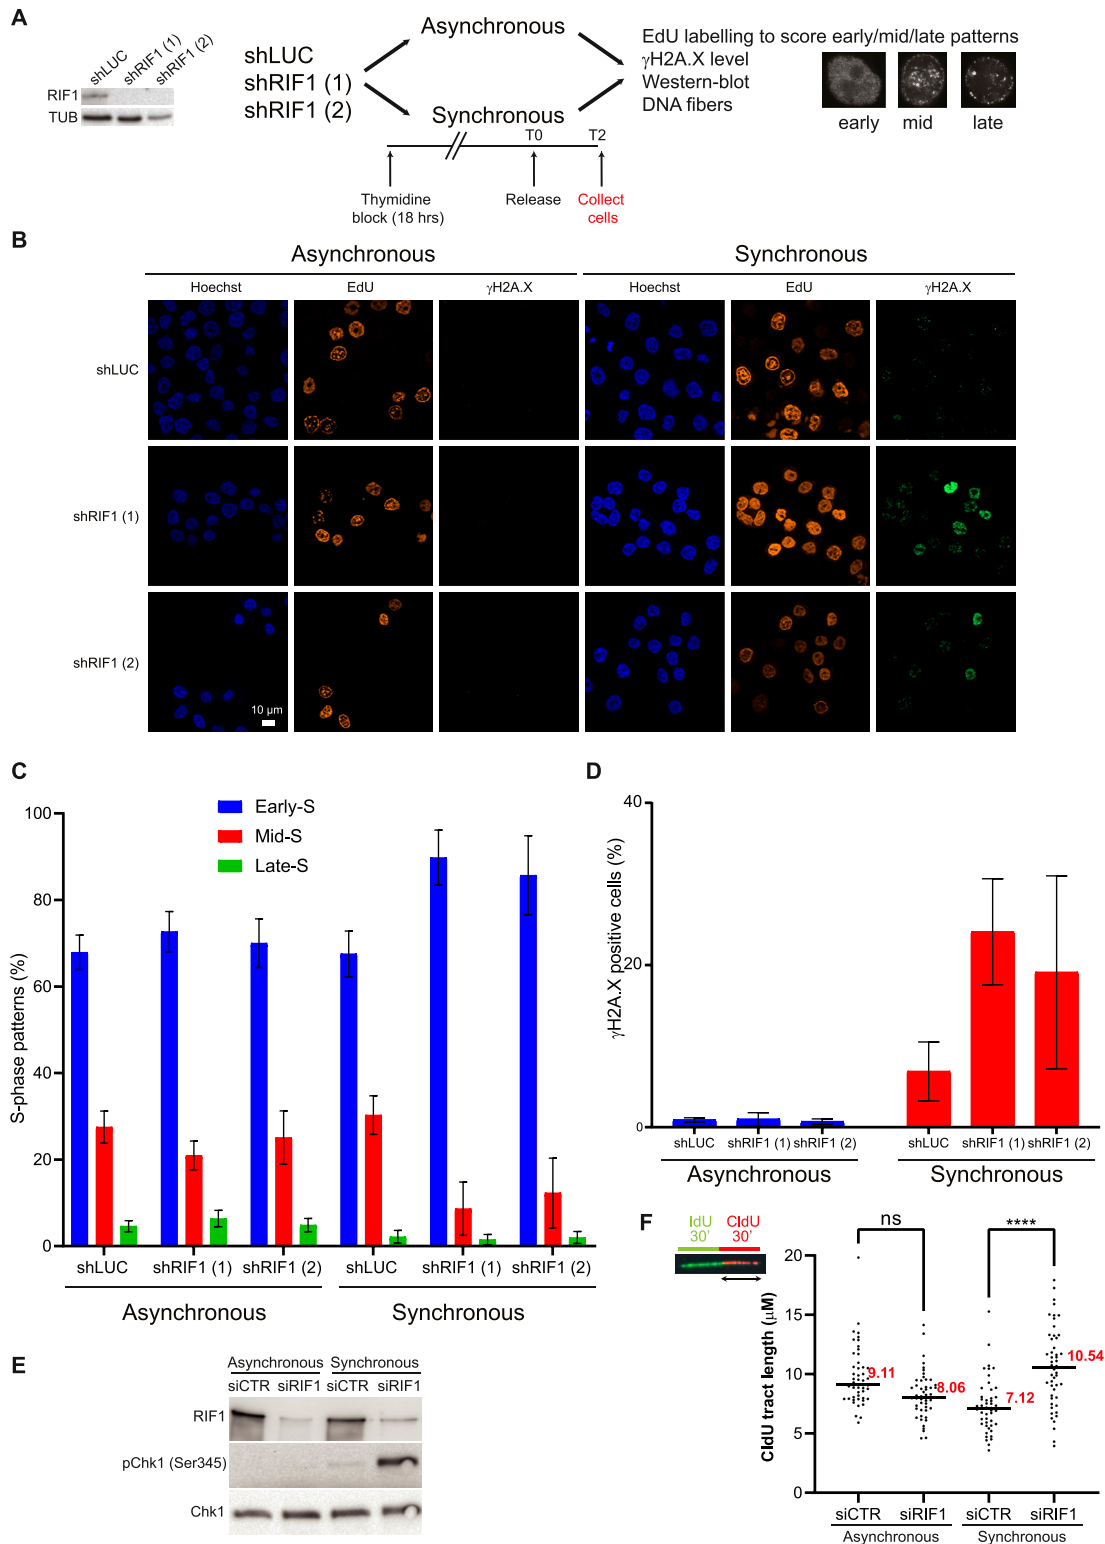 A
shLUC
shRIF1 (1)
shRIF1 (2)
RIF1
TUB
shLUC
shRIF1 (1)
shRIF1 (2)
Asynchronous
Synchronous
T0
T2
Thymidine
block (18 hrs)
Release
Collect
cells
EdU labelling to score early/mid/late patterns
γH2A.X level
Western-blot
DNA fibers
early
mid
late
B
Asynchronous
Synchronous
Hoechst
EdU
γH2A.X
Hoechst
EdU
γH2A.X
shLUC
shRIF1 (1)
shRIF1 (2)
10 µm
C
Early-S
Mid-S
Late-S
S-phase patterns (%)
100
80
60
40
20
0
shLUC
shRIF1 (1)
shRIF1 (2)
shLUC
shRIF1 (1)
shRIF1 (2)
Asynchronous
Synchronous
D
γH2A.X positive cells (%)
40
20
0
shLUC
shRIF1 (1)
shRIF1 (2)
shLUC
shRIF1 (1)
shRIF1 (2)
Asynchronous
Synchronous
E
Asynchronous
Synchronous
siCTR
siRIF1
siCTR
siRIF1
RIF1
pChk1 (Ser345)
Chk1
F
IdU
30'
CldU
30'
ns
****
CldU tract length (µM)
20
15
10
5
0
9.11
8.06
7.12
10.54
siCTR
siRIF1
siCTR
siRIF1
Asynchronous
Synchronous